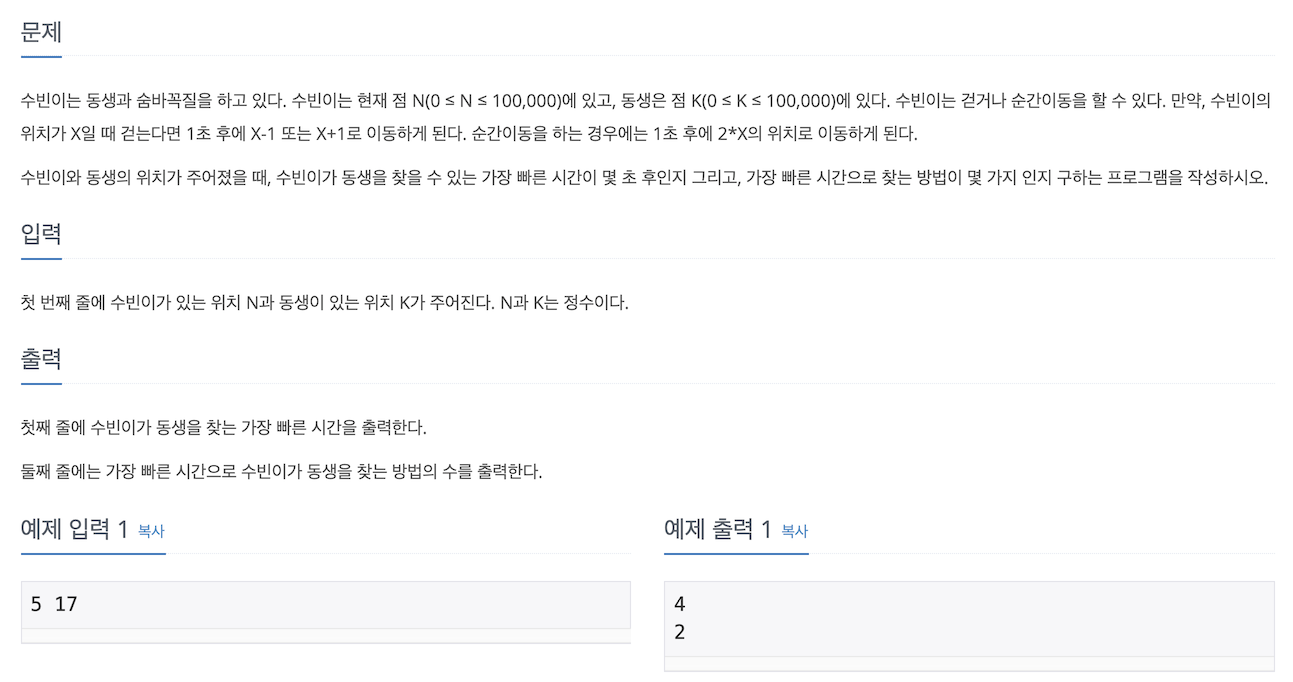 문제
수빈이는 동생과 숨바꼭질을 하고 있다. 수빈이는 현재 점 N(0 ≤ N ≤ 100,000)에 있고, 동생은 점 K(0 ≤ K ≤ 100,000)에 있다. 수빈이는 걷거나 순간이동을 할 수 있다. 만약, 수빈이의
위치가 X일 때 걷는다면 1초 후에 X-1 또는 X+1로 이동하게 된다. 순간이동을 하는 경우에는 1초 후에 2*X의 위치로 이동하게 된다.
수빈이와 동생의 위치가 주어졌을 때, 수빈이가 동생을 찾을 수 있는 가장 빠른 시간이 몇 초 후인지 그리고, 가장 빠른 시간으로 찾는 방법이 몇 가지 인지 구하는 프로그램을 작성하시오.
입력
첫 번째 줄에 수빈이가 있는 위치 N과 동생이 있는 위치 K가 주어진다. N과 K는 정수이다.
출력
첫째 줄에 수빈이가 동생을 찾는 가장 빠른 시간을 출력한다.
둘째 줄에는 가장 빠른 시간으로 수빈이가 동생을 찾는 방법의 수를 출력한다.
예제 입력 1 복사
5 17
예제 출력 1 복사
4
2